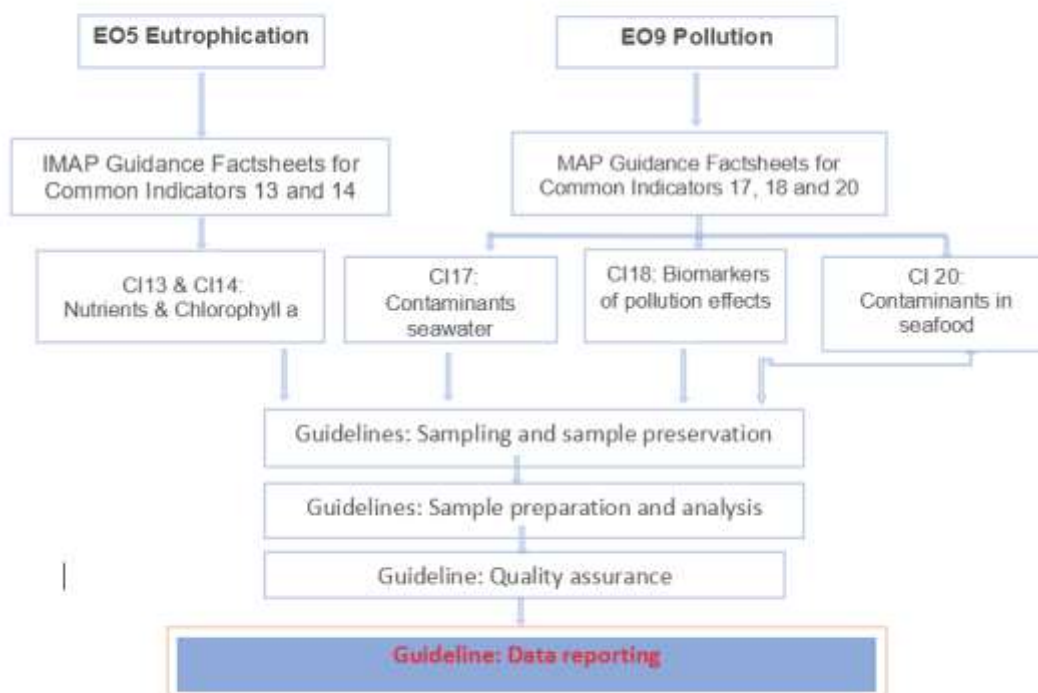 EO5 Eutrophication
EO9 Pollution
IMAP Guidance Factsheets for
Common Indicators 13 and 14
MAP Guidance Factsheets for
Common Indicators 17, 18 and 20
CI13 & CI14:
Nutrients & Chlorophyll a
CI17:
Contaminants
seawater
CI18: Biomarkers
of pollution effects
CI 20:
Contaminants in
seafood
Guidelines: Sampling and sample preservation
Guidelines: Sample preparation and analysis
Guideline: Quality assurance
Guideline: Data reporting